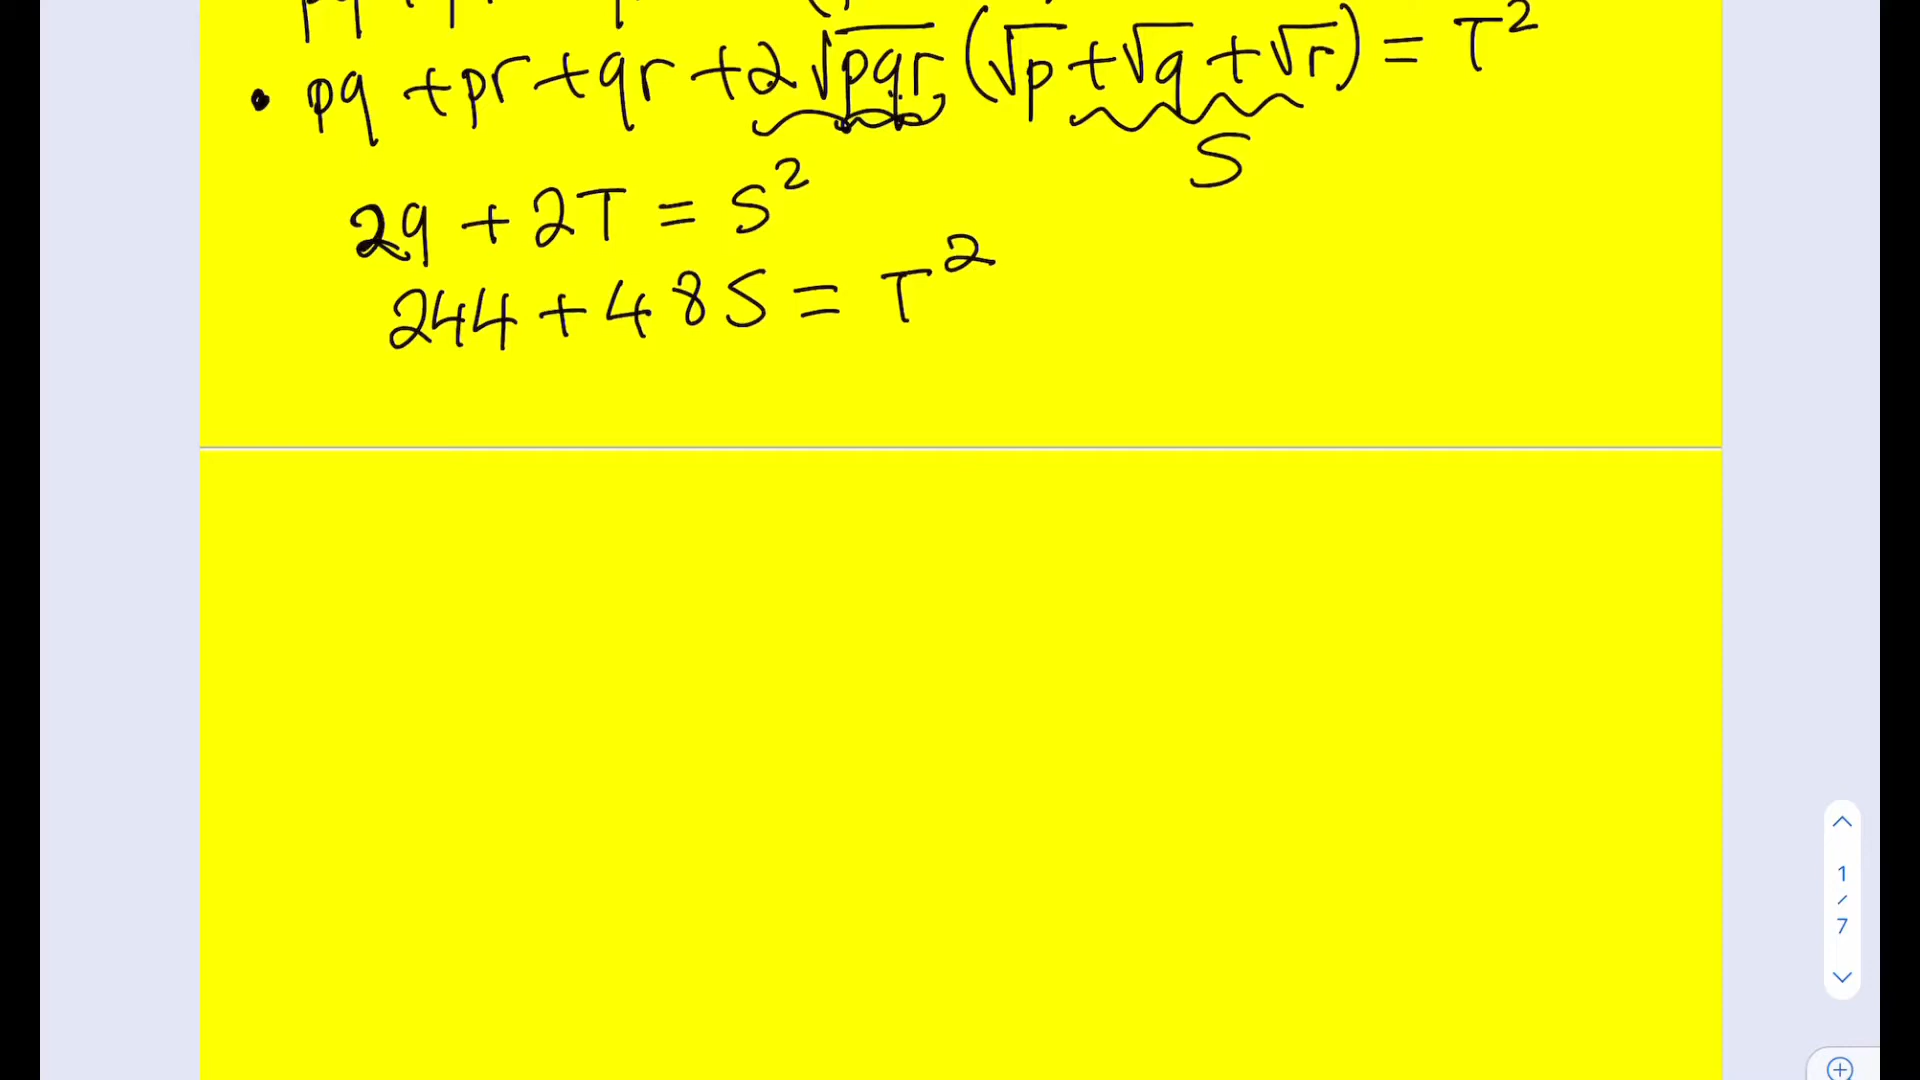 • pq + pr + qr + 2√pqr (√p + √q + √r) = T²
S
29 + 2T = S²
244 + 48S = T²
1
/
7